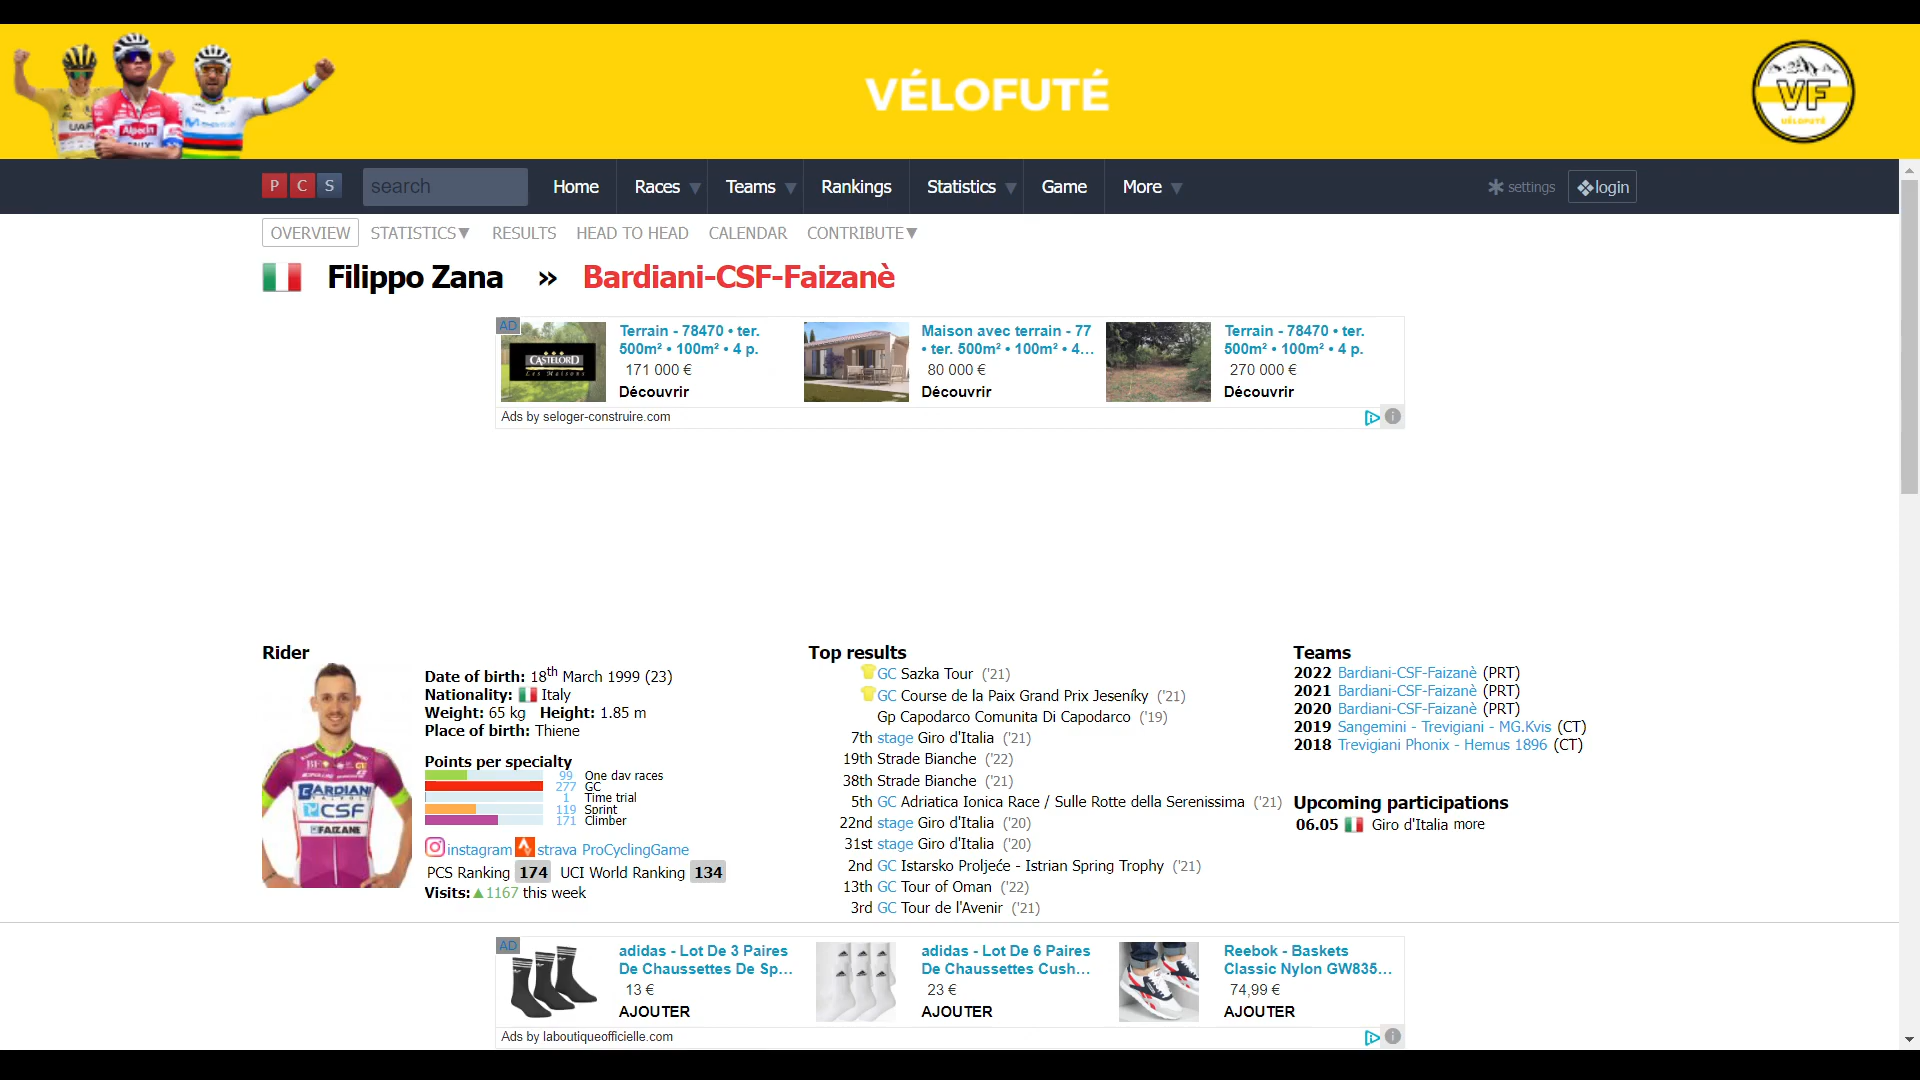 VÉLOFUTÉ
VF
VÉLOFUTÉ
UAE
Alpecin
P C S search Home Races ▼ Teams ▼ Rankings Statistics ▼ Game More ▼ settings login
OVERVIEW STATISTICS▼ RESULTS HEAD TO HEAD CALENDAR CONTRIBUTE▼
Filippo Zana » Bardiani-CSF-Faizanè
AD
CASTELORD
Les Maisons
Terrain - 78470 • ter.
500m² • 100m² • 4 p.
171 000 €
Découvrir
Maison avec terrain - 77
• ter. 500m² • 100m² • 4...
80 000 €
Découvrir
Terrain - 78470 • ter.
500m² • 100m² • 4 p.
270 000 €
Découvrir
Ads by seloger-construire.com
Rider
BARDIANI
CSF
FAIZANE
Date of birth: 18th March 1999 (23)
Nationality: Italy
Weight: 65 kg Height: 1.85 m
Place of birth: Thiene
Points per specialty
99 One day races
277 GC
1 Time trial
119 Sprint
171 Climber
instagram strava ProCyclingGame
PCS Ranking 174 UCI World Ranking 134
Visits: ▲1167 this week
Top results
GC Sazka Tour ('21)
GC Course de la Paix Grand Prix Jeseníky ('21)
Gp Capodarco Comunita Di Capodarco ('19)
7th stage Giro d'Italia ('21)
19th Strade Bianche ('22)
38th Strade Bianche ('21)
5th GC Adriatica Ionica Race / Sulle Rotte della Serenissima ('21)
22nd stage Giro d'Italia ('20)
31st stage Giro d'Italia ('20)
2nd GC Istarsko Proljeće - Istrian Spring Trophy ('21)
13th GC Tour of Oman ('22)
3rd GC Tour de l'Avenir ('21)
Teams
2022 Bardiani-CSF-Faizanè (PRT)
2021 Bardiani-CSF-Faizanè (PRT)
2020 Bardiani-CSF-Faizanè (PRT)
2019 Sangemini - Trevigiani - MG.Kvis (CT)
2018 Trevigiani Phonix - Hemus 1896 (CT)
Upcoming participations
06.05 Giro d'Italia more
AD
adidas - Lot De 3 Paires
De Chaussettes De Sp...
13 €
AJOUTER
adidas - Lot De 6 Paires
De Chaussettes Cush...
23 €
AJOUTER
Reebok - Baskets
Classic Nylon GW835...
74,99 €
AJOUTER
Ads by laboutiqueofficielle.com